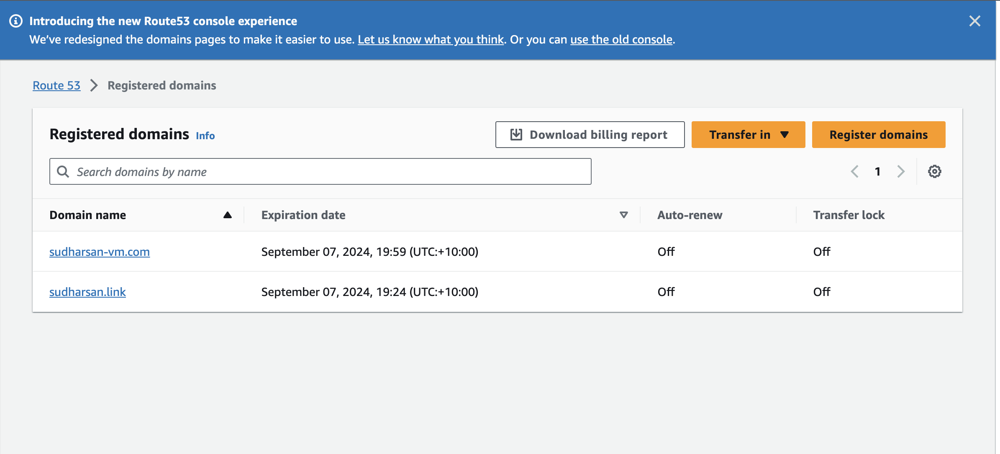 Introducing the new Route53 console experience
We’ve redesigned the domains pages to make it easier to use. Let us know what you think. Or you can use the old console.
Route 53 Registered domains
Registered domains Info Download billing report Transfer in Register domains
Search domains by name 1
Domain name Expiration date Auto-renew Transfer lock
sudharsan-vm.com September 07, 2024, 19:59 (UTC:+10:00) Off Off
sudharsan.link September 07, 2024, 19:24 (UTC:+10:00) Off Off